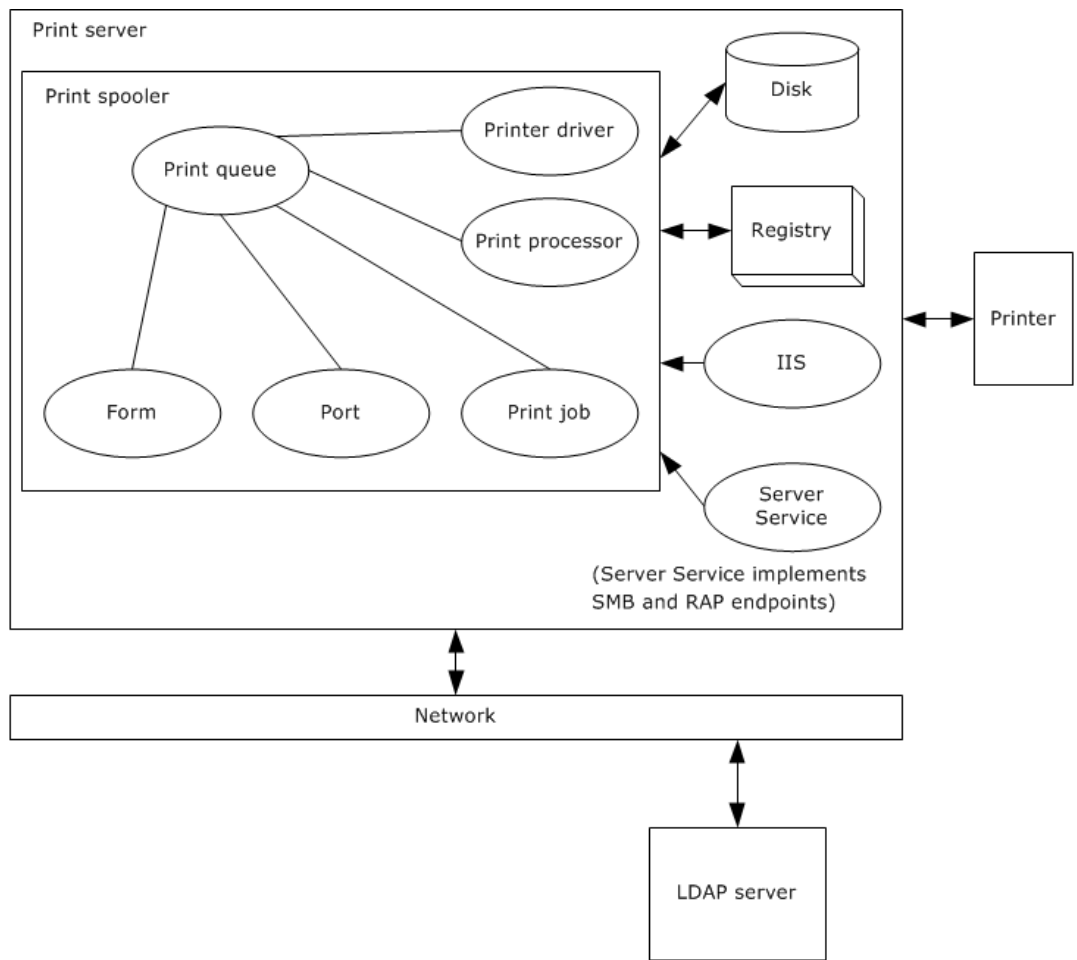 Print server
Print spooler
Disk
Printer driver
Print queue
Print processor
Registry
Printer
IIS
Form
Port
Print job
Server
Service
(Server Service implements
SMB and RAP endpoints)
Network
LDAP server